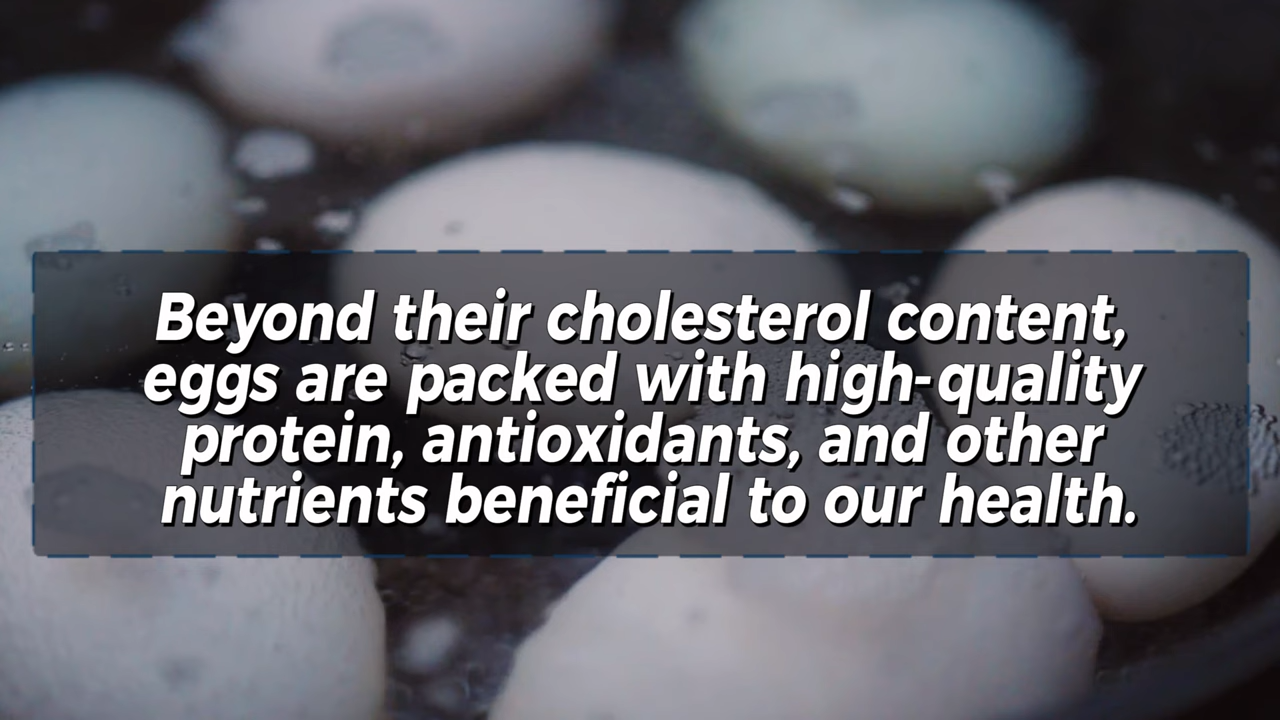 Beyond their cholesterol content,
eggs are packed with high-quality
protein, antioxidants, and other
nutrients beneficial to our health.